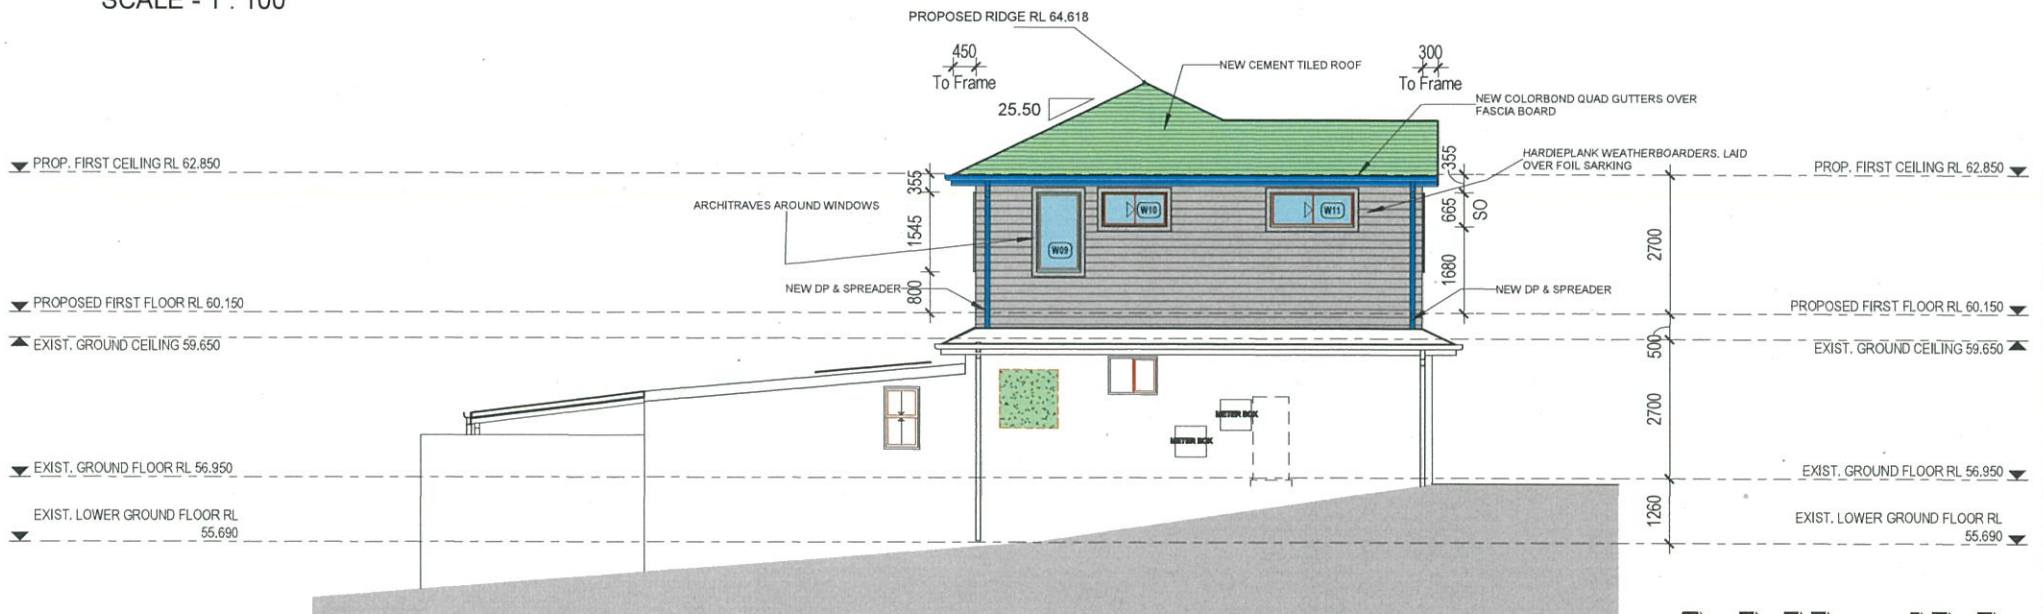 SCALE - 1 : 100
PROPOSED RIDGE RL 64.618
450
To Frame
300
To Frame
NEW CEMENT TILED ROOF
25.50
NEW COLORBOND QUAD GUTTERS OVER
FASCIA BOARD
PROP. FIRST CEILING RL 62.850
355
355
HARDIEPLANK WEATHERBOARDERS. LAID
OVER FOIL SARKING
PROP. FIRST CEILING RL 62.850
ARCHITRAVES AROUND WINDOWS
1545
W09
W10
W11
665
SO
2700
1680
800
NEW DP & SPREADER
NEW DP & SPREADER
PROPOSED FIRST FLOOR RL 60.150
PROPOSED FIRST FLOOR RL 60.150
EXIST. GROUND CEILING 59.650
500
EXIST. GROUND CEILING 59.650
METER BOX
METER BOX
2700
EXIST. GROUND FLOOR RL 56.950
EXIST. GROUND FLOOR RL 56.950
EXIST. LOWER GROUND FLOOR RL
55.690
1260
EXIST. LOWER GROUND FLOOR RL
55.690